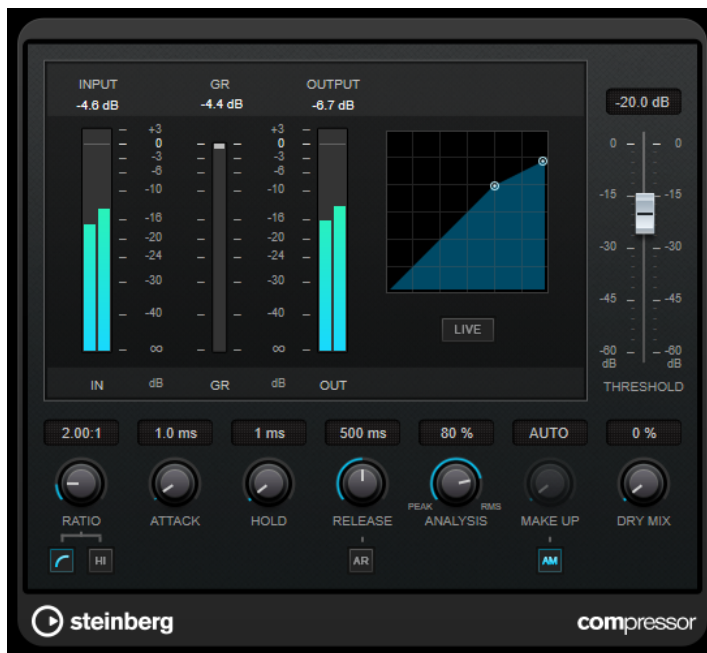 INPUT GR OUTPUT
-4.6 dB -4.4 dB -6.7 dB -20.0 dB
+3 +3
0 0 0 0
-3 -3
-6 -6
-10 -10
-15 -15
-16 -16
-20 -20
-24 -24
-30 -30
-30 -30
-40 -40
-45 -45
LIVE
∞ ∞
-60 -60
dB dB
IN dB GR dB OUT
THRESHOLD
2.00:1 1.0 ms 1 ms 500 ms 80 % AUTO 0 %
PEAK RMS
RATIO ATTACK HOLD RELEASE ANALYSIS MAKE UP DRY MIX
HI AR AM
steinberg compressor